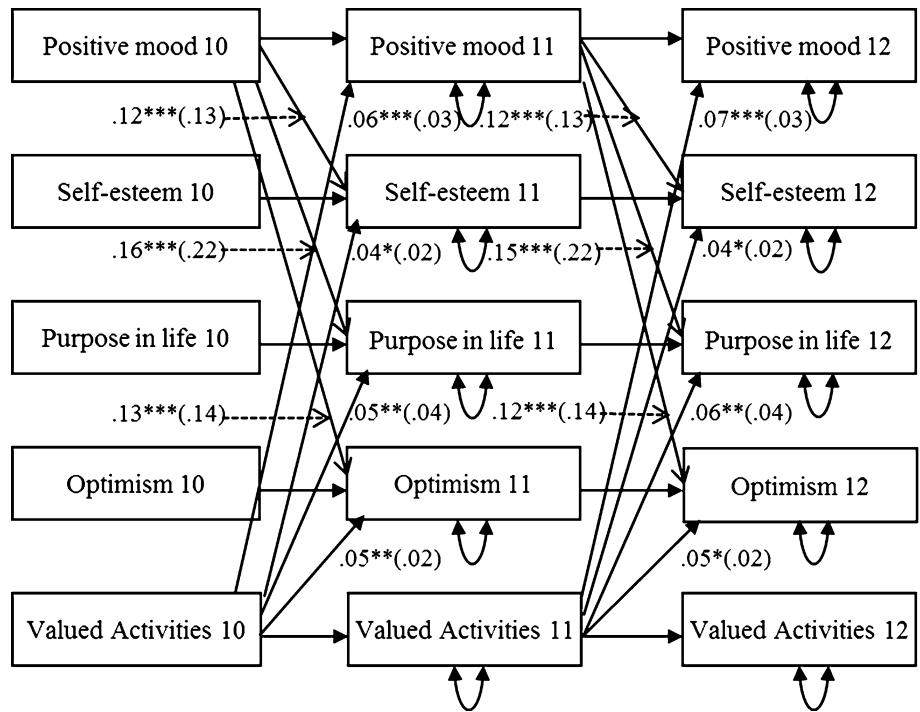 Positive mood 10 Positive mood 11 Positive mood 12
.12***(.13) .06***(.03) .12***(.13) .07***(.03)
Self-esteem 10 Self-esteem 11 Self-esteem 12
.16***(.22) .04*(.02) .15***(.22) .04*(.02)
Purpose in life 10 Purpose in life 11 Purpose in life 12
.13***(.14) .05**(.04) .12***(.14) .06**(.04)
Optimism 10 Optimism 11 Optimism 12
.05**(.02) .05*(.02)
Valued Activities 10 Valued Activities 11 Valued Activities 12